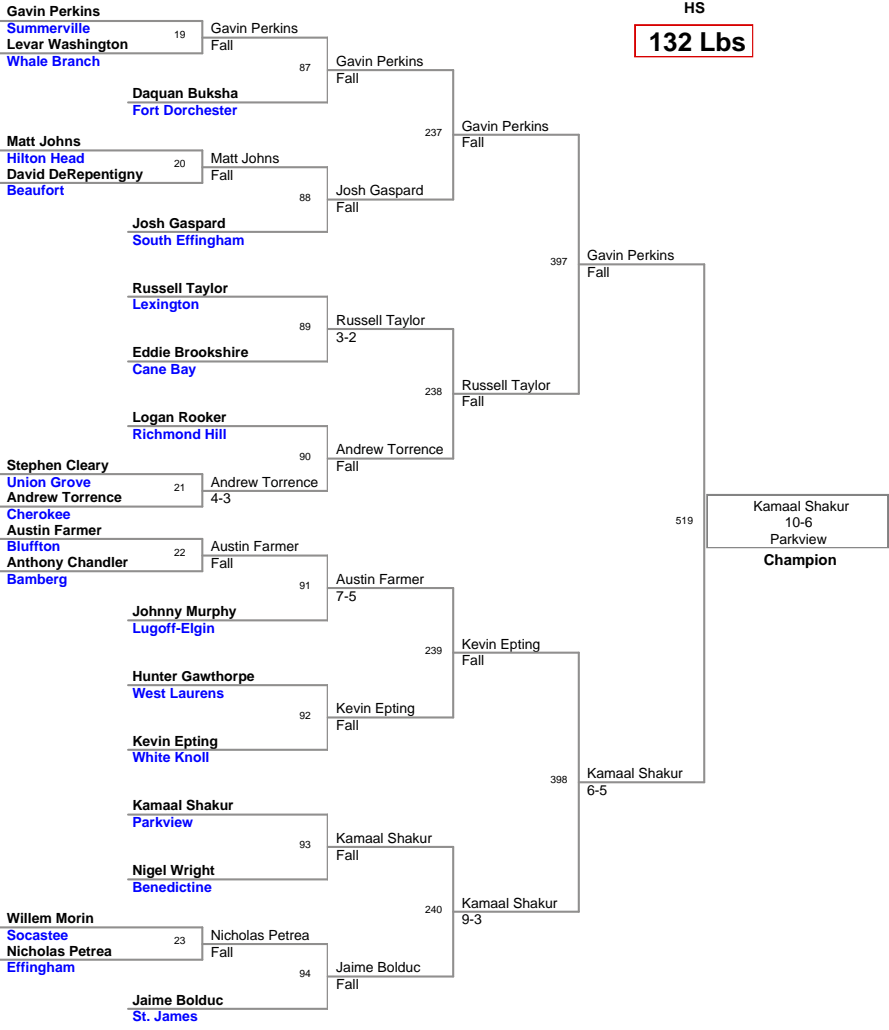 HS
132 Lbs
Gavin Perkins
Summerville
19
Levar Washington
Whale Branch
Gavin Perkins
Fall
87
Daquan Buksha
Fort Dorchester
Gavin Perkins
Fall
237
Matt Johns
Hilton Head
20
David DeRepentigny
Beaufort
Matt Johns
Fall
88
Josh Gaspard
South Effingham
Josh Gaspard
Fall
Gavin Perkins
Fall
397
Russell Taylor
Lexington
89
Eddie Brookshire
Cane Bay
Russell Taylor
3-2
238
Logan Rooker
Richmond Hill
90
Stephen Cleary
Union Grove
21
Andrew Torrence
Cherokee
Andrew Torrence
4-3
Andrew Torrence
Fall
Russell Taylor
Fall
Gavin Perkins
Fall
519
Austin Farmer
Bluffton
22
Anthony Chandler
Bamberg
Austin Farmer
Fall
91
Johnny Murphy
Lugoff-Elgin
Austin Farmer
7-5
239
Hunter Gawthorpe
West Laurens
92
Kevin Epting
White Knoll
Kevin Epting
Fall
Kevin Epting
Fall
398
Kamaal Shakur
Parkview
93
Nigel Wright
Benedictine
Kamaal Shakur
Fall
240
Willem Morin
Socastee
23
Nicholas Petrea
Effingham
Nicholas Petrea
Fall
94
Jaime Bolduc
St. James
Jaime Bolduc
Fall
Kamaal Shakur
9-3
Kamaal Shakur
6-5
Kamaal Shakur
10-6
Parkview
Champion